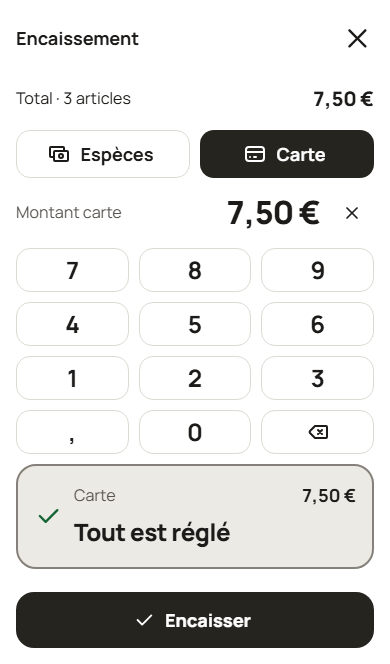 Encaissement
Total · 3 articles 7,50 €
Espèces Carte
Montant carte 7,50 €
7 8 9
4 5 6
1 2 3
, 0
Carte 7,50 €
Tout est réglé
Encaisser